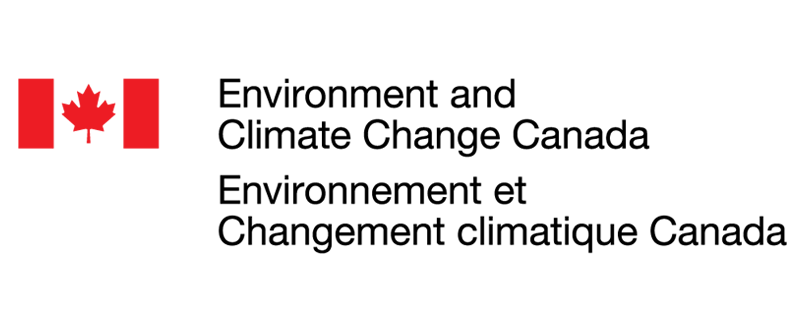 Environment and
Climate Change Canada
Environnement et
Changement climatique Canada